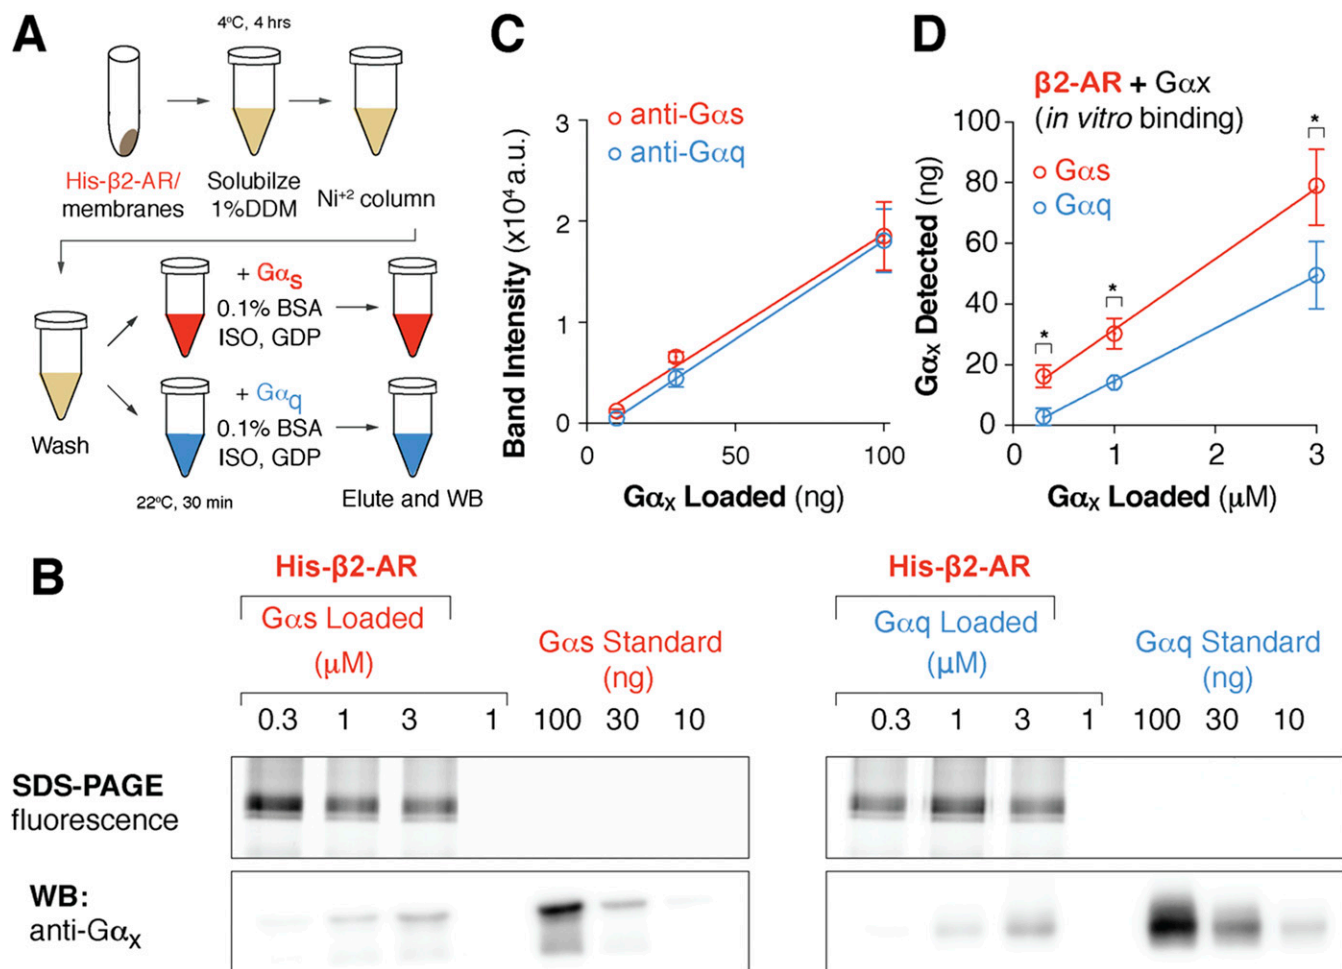 A
4ºC, 4 hrs
His-β2-AR/
membranes
Solubilze
1%DDM
Ni+2 column
+ Gαs
0.1% BSA
ISO, GDP
+ Gαq
0.1% BSA
ISO, GDP
Wash
22ºC, 30 min
Elute and WB
C
anti-Gαs
anti-Gαq
Band Intensity (x10⁴ a.u.)
3
2
1
0
0
50
100
GαX Loaded (ng)
D
β2-AR + Gαx
(in vitro binding)
Gαs
Gαq
GαX Detected (ng)
100
80
60
40
20
0
*
*
*
0
1
2
3
GαX Loaded (μM)
B
His-β2-AR
Gαs Loaded
(μM)
Gαs Standard
(ng)
0.3 1 3 1 100 30 10
His-β2-AR
Gαq Loaded
(μM)
Gαq Standard
(ng)
0.3 1 3 1 100 30 10
SDS-PAGE
fluorescence
WB:
anti-GαX